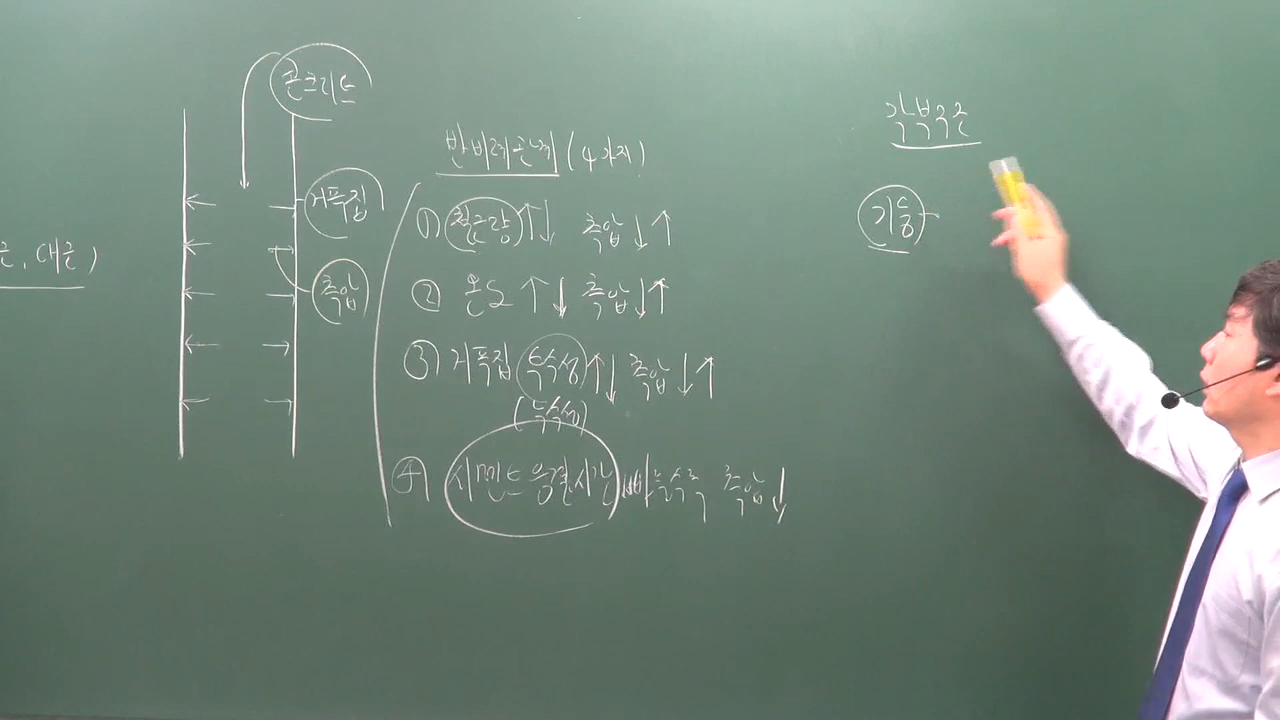 콘크리트
거푸집
측압
근, 대근)
반비례관계 (4가지)
① 철근량 ↑↓ 측압 ↓↑
② 온도 ↑↓ 측압 ↓↑
③ 거푸집 투수성 ↑↓ 측압 ↓↑
(누수성)
④ 시멘트 응결시간 빠를수록 측압 ↓
각부구조
기둥